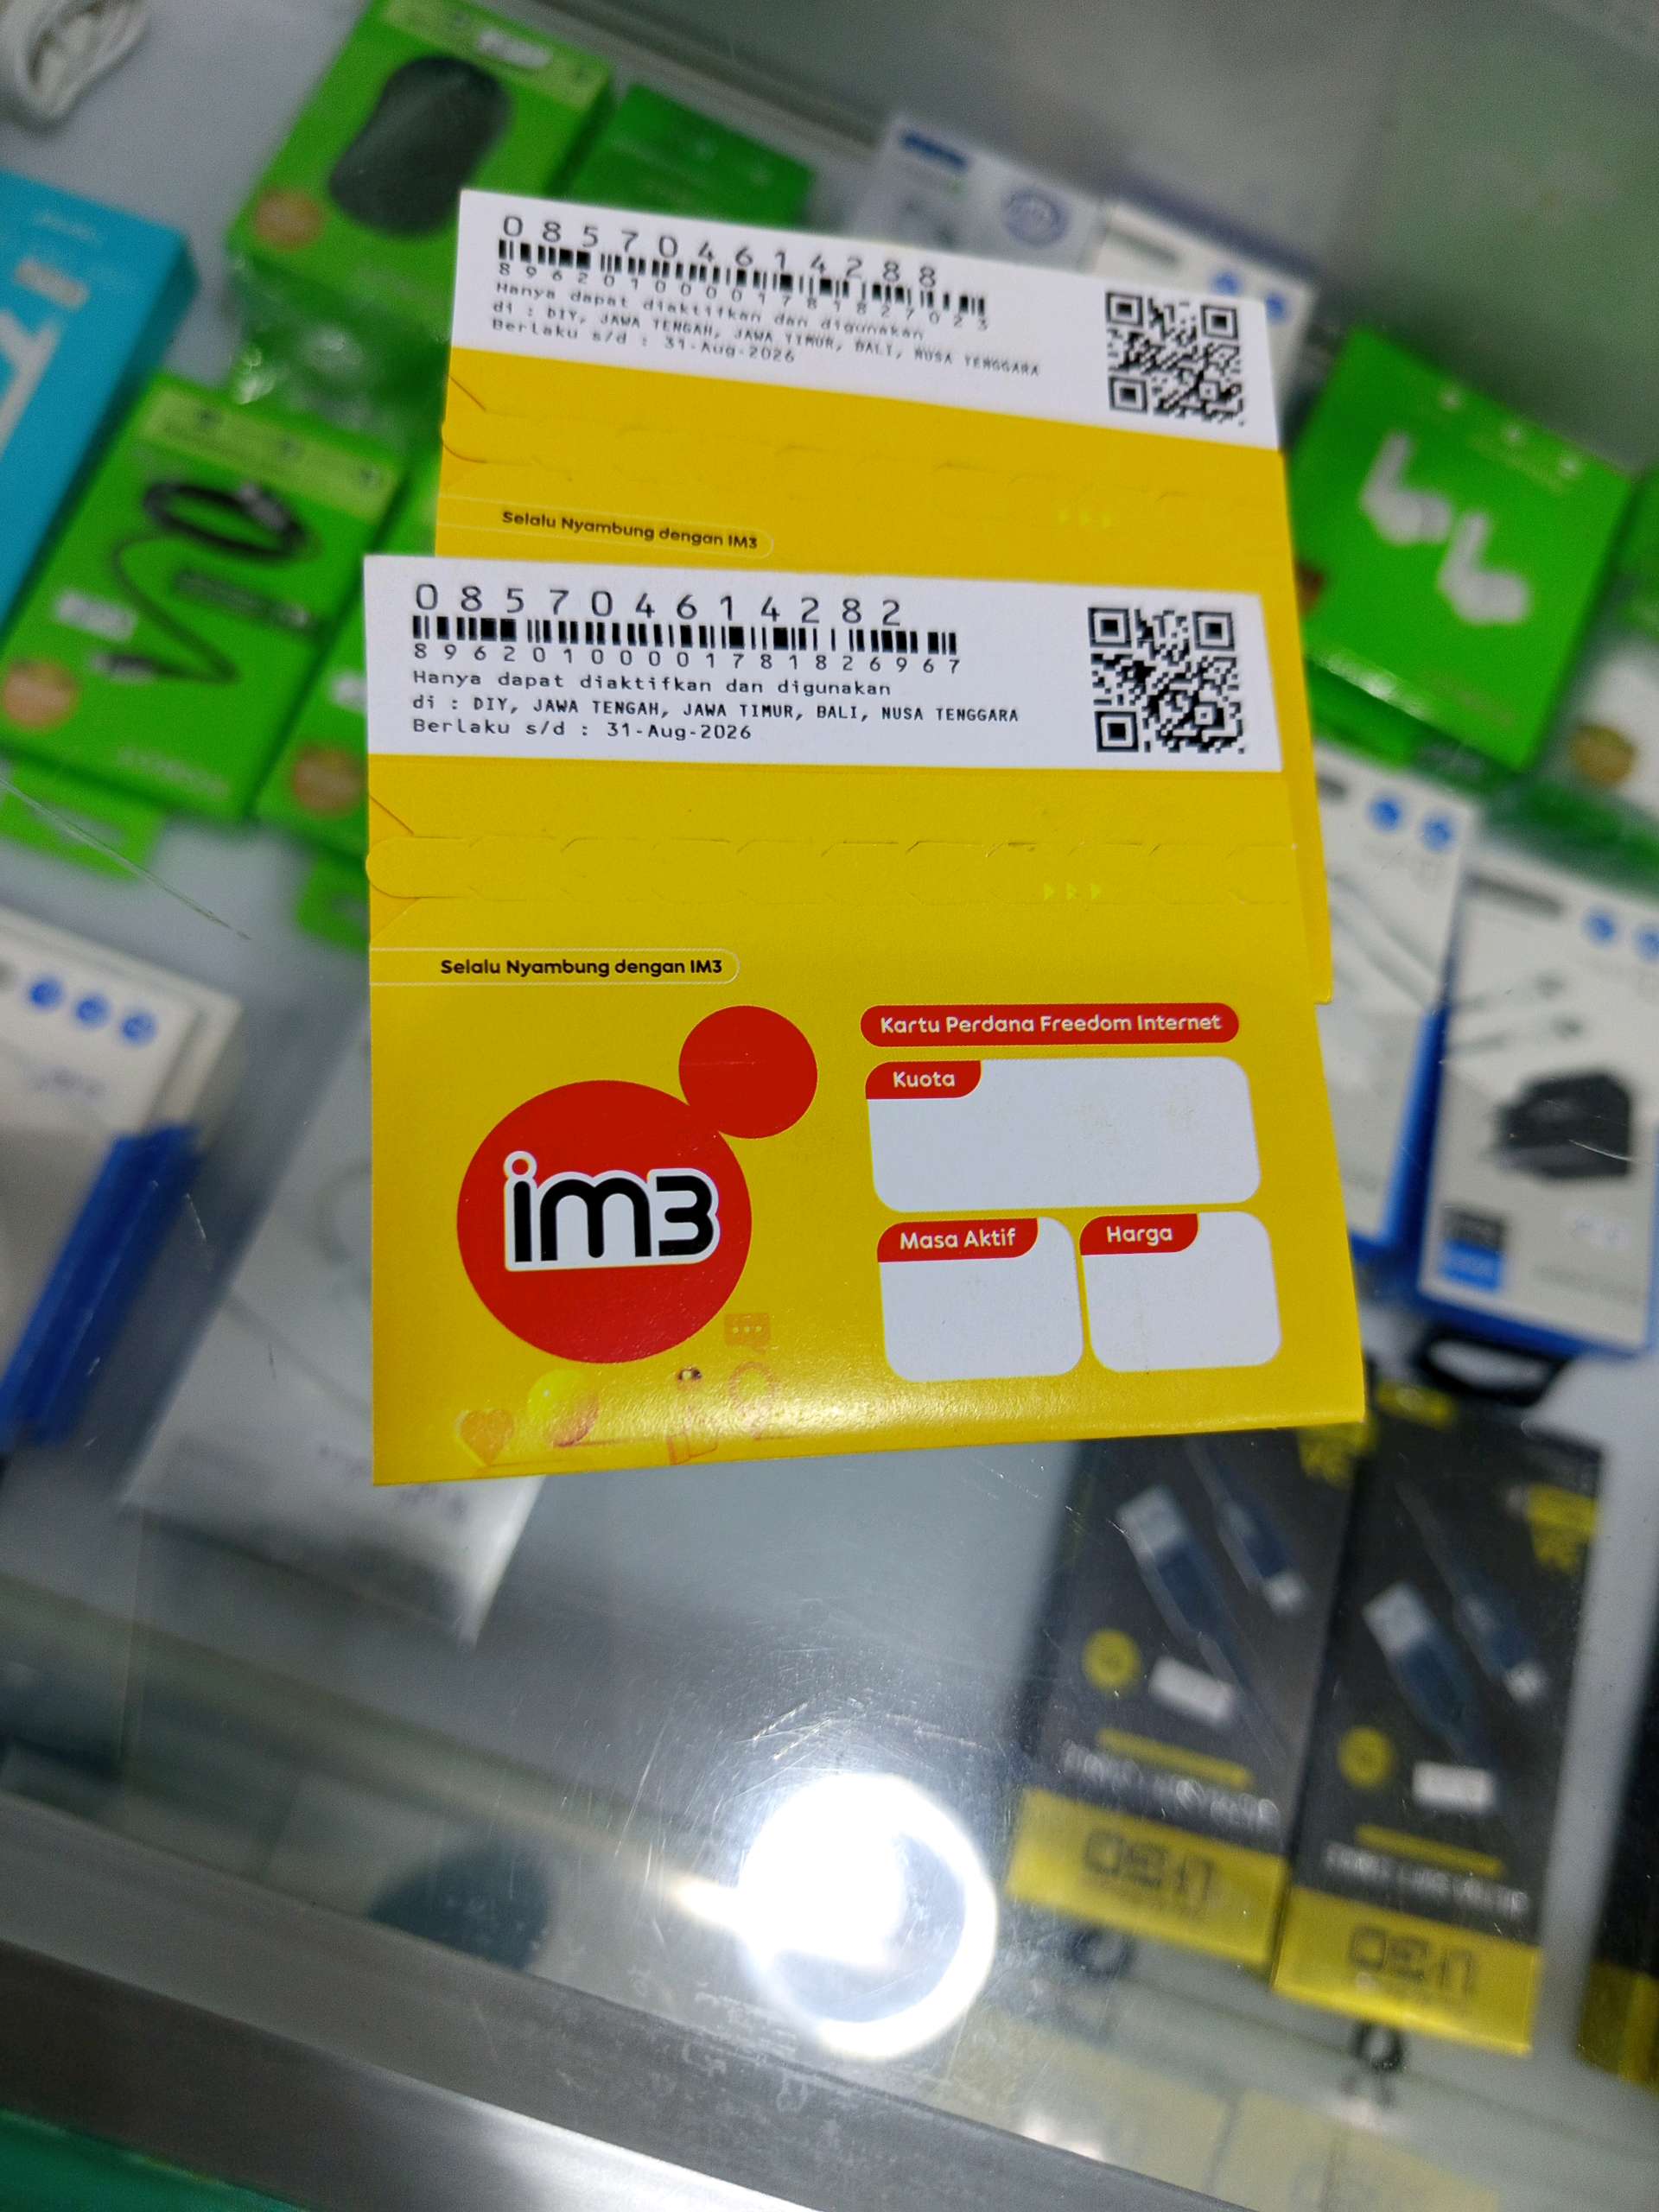 085704614288
8962010000178182702 3
Hanya dapat diaktifkan dan digunakan
di : DIY, JAWA TENGAH, JAWA TIMUR, BALI, NUSA TENGGARA
Berlaku s/d : 31-Aug-2026
Selalu Nyambung dengan IM3
085704614282
8962010000178182696 7
Hanya dapat diaktifkan dan digunakan
di : DIY, JAWA TENGAH, JAWA TIMUR, BALI, NUSA TENGGARA
Berlaku s/d : 31-Aug-2026
Selalu Nyambung dengan IM3
Kartu Perdana Freedom Internet
Kuota
im3
Masa Aktif
Harga